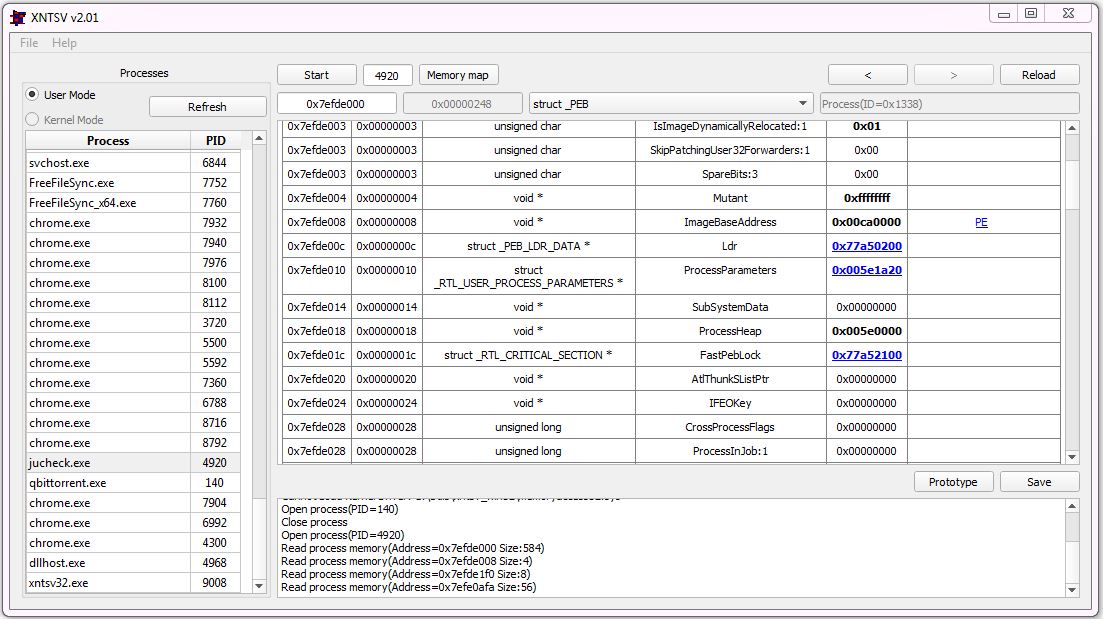 XNTSV v2.01
File Help
Processes
User Mode
Kernel Mode
Refresh
Process PID
svchost.exe 6844
FreeFileSync.exe 7752
FreeFileSync_x64.exe 7760
chrome.exe 7932
chrome.exe 7940
chrome.exe 7976
chrome.exe 8100
chrome.exe 8112
chrome.exe 3720
chrome.exe 5500
chrome.exe 5592
chrome.exe 7360
chrome.exe 6788
chrome.exe 8716
chrome.exe 8792
jucheck.exe 4920
qbittorrent.exe 140
chrome.exe 7904
chrome.exe 6992
chrome.exe 4300
dllhost.exe 4968
xntsv32.exe 9008
Start 4920 Memory map < > Reload
0x7efde000 0x00000248 struct _PEB Process(ID=0x1338)
0x7efde003 0x00000003 unsigned char IsImageDynamicallyRelocated:1 0x01
0x7efde003 0x00000003 unsigned char SkipPatchingUser32Forwarders:1 0x00
0x7efde003 0x00000003 unsigned char SpareBits:3 0x00
0x7efde004 0x00000004 void * Mutant 0xffffffff
0x7efde008 0x00000008 void * ImageBaseAddress 0x00ca0000 PE
0x7efde00c 0x0000000c struct _PEB_LDR_DATA * Ldr 0x77a50200
0x7efde010 0x00000010 struct ProcessParameters 0x005e1a20
_RTL_USER_PROCESS_PARAMETERS *
0x7efde014 0x00000014 void * SubSystemData 0x00000000
0x7efde018 0x00000018 void * ProcessHeap 0x005e0000
0x7efde01c 0x0000001c struct _RTL_CRITICAL_SECTION * FastPebLock 0x77a52100
0x7efde020 0x00000020 void * AtlThunkSListPtr 0x00000000
0x7efde024 0x00000024 void * IFEOKey 0x00000000
0x7efde028 0x00000028 unsigned long CrossProcessFlags 0x00000000
0x7efde028 0x00000028 unsigned long ProcessInJob:1 0x00000000
Prototype Save
Open process(PID=140)
Close process
Open process(PID=4920)
Read process memory(Address=0x7efde000 Size:584)
Read process memory(Address=0x7efde008 Size:4)
Read process memory(Address=0x7efde1f0 Size:8)
Read process memory(Address=0x7efe0afa Size:56)